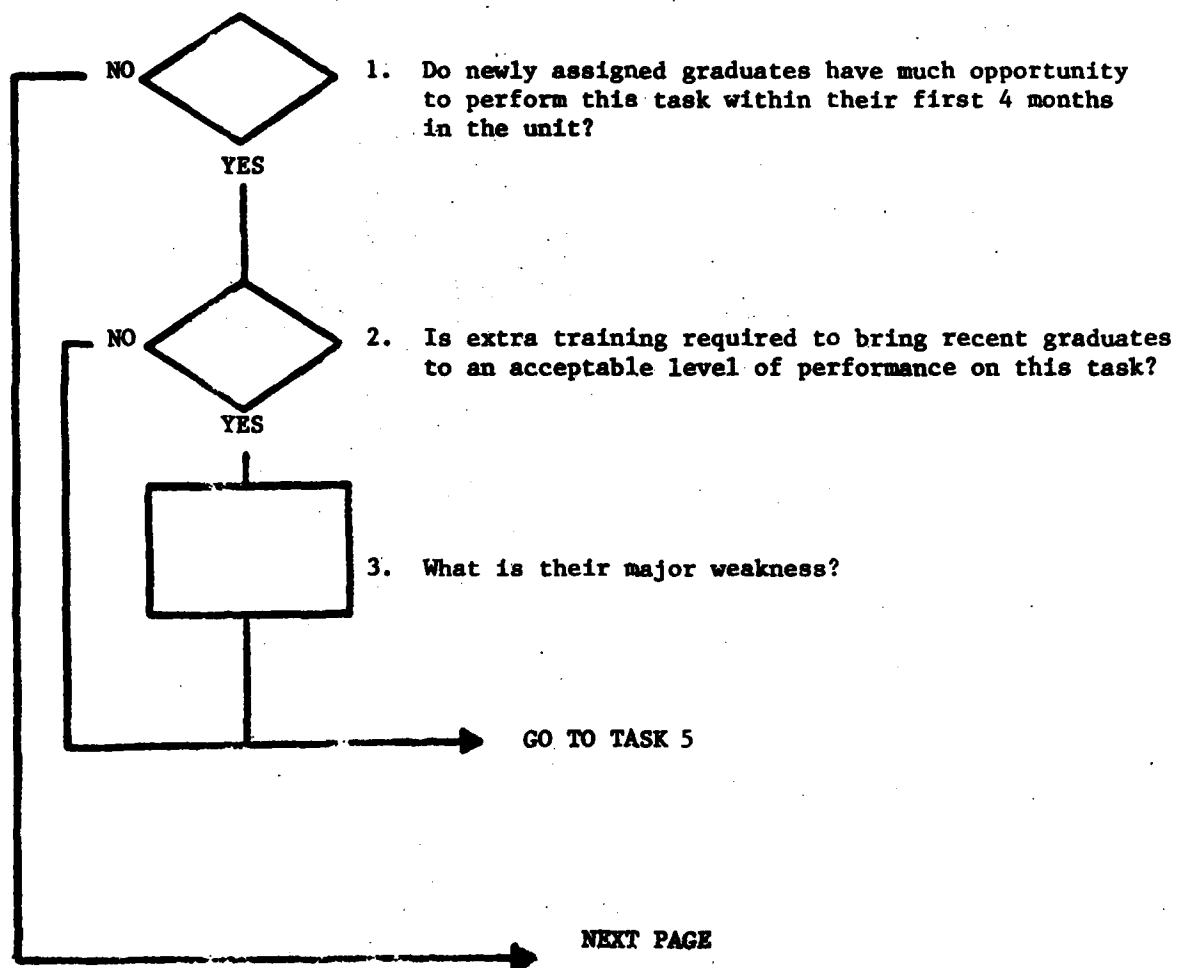 NO
1. Do newly assigned graduates have much opportunity
to perform this task within their first 4 months
in the unit?
YES
NO
2. Is extra training required to bring recent graduates
to an acceptable level of performance on this task?
YES
3. What is their major weakness?
GO TO TASK 5
NEXT PAGE